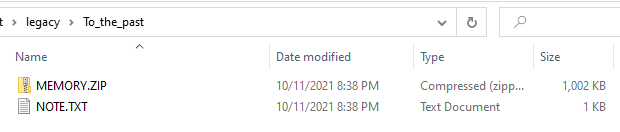 t › legacy › To_the_past
Name Date modified Type Size
MEMORY.ZIP 10/11/2021 8:38 PM Compressed (zipp... 1,002 KB
NOTE.TXT 10/11/2021 8:38 PM Text Document 1 KB